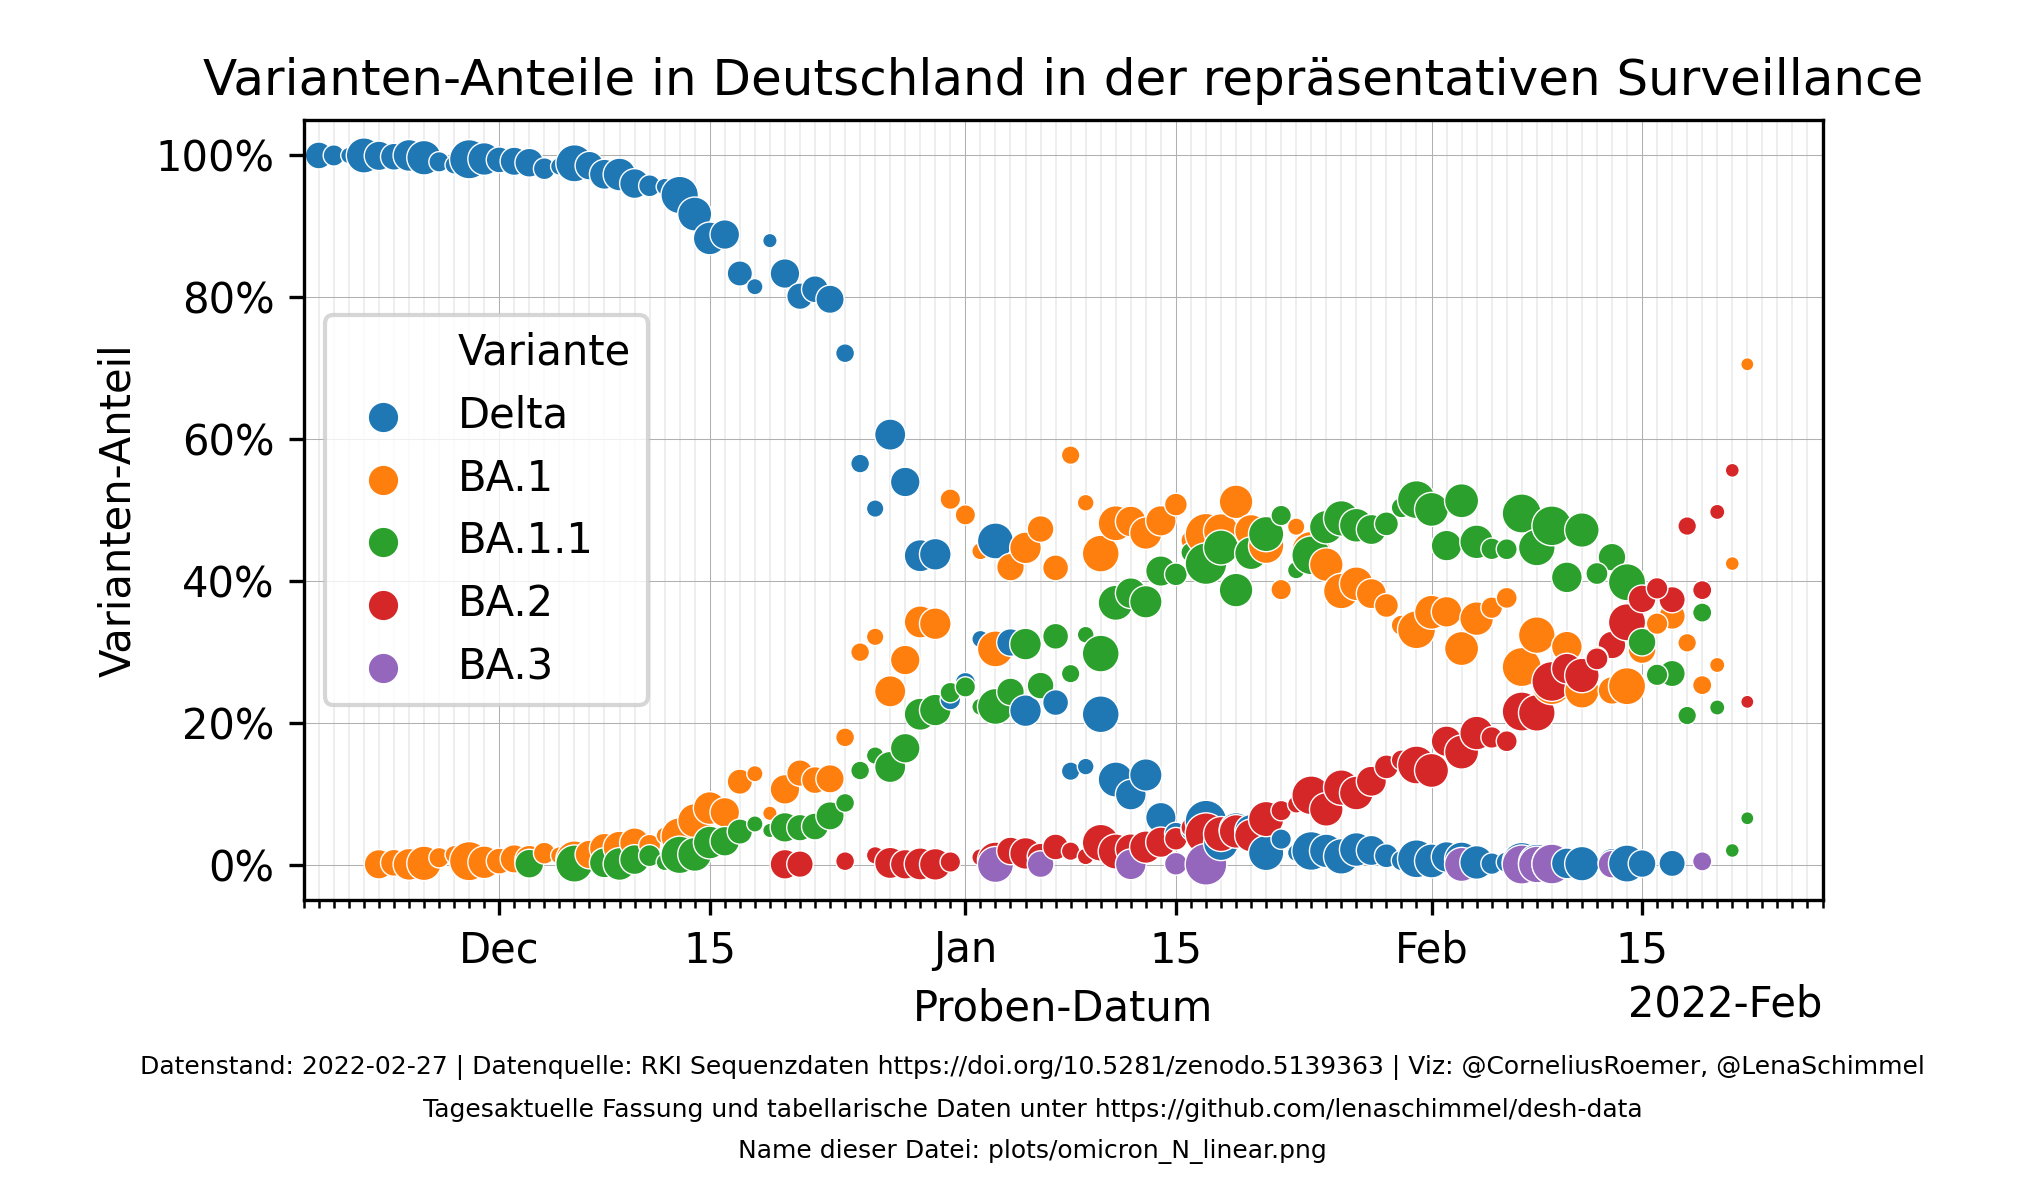 Varianten-Anteile in Deutschland in der repräsentativen Surveillance
100%
80%
60%
40%
20%
0%
Varianten-Anteil
Variante
Delta
BA.1
BA.1.1
BA.2
BA.3
Dec
15
Jan
15
Feb
15
Proben-Datum
2022-Feb
Datenstand: 2022-02-27 | Datenquelle: RKI Sequenzdaten https://doi.org/10.5281/zenodo.5139363 | Viz: @CorneliusRoemer, @LenaSchimmel
Tagesaktuelle Fassung und tabellarische Daten unter https://github.com/lenaschimmel/desh-data
Name dieser Datei: plots/omicron_N_linear.png